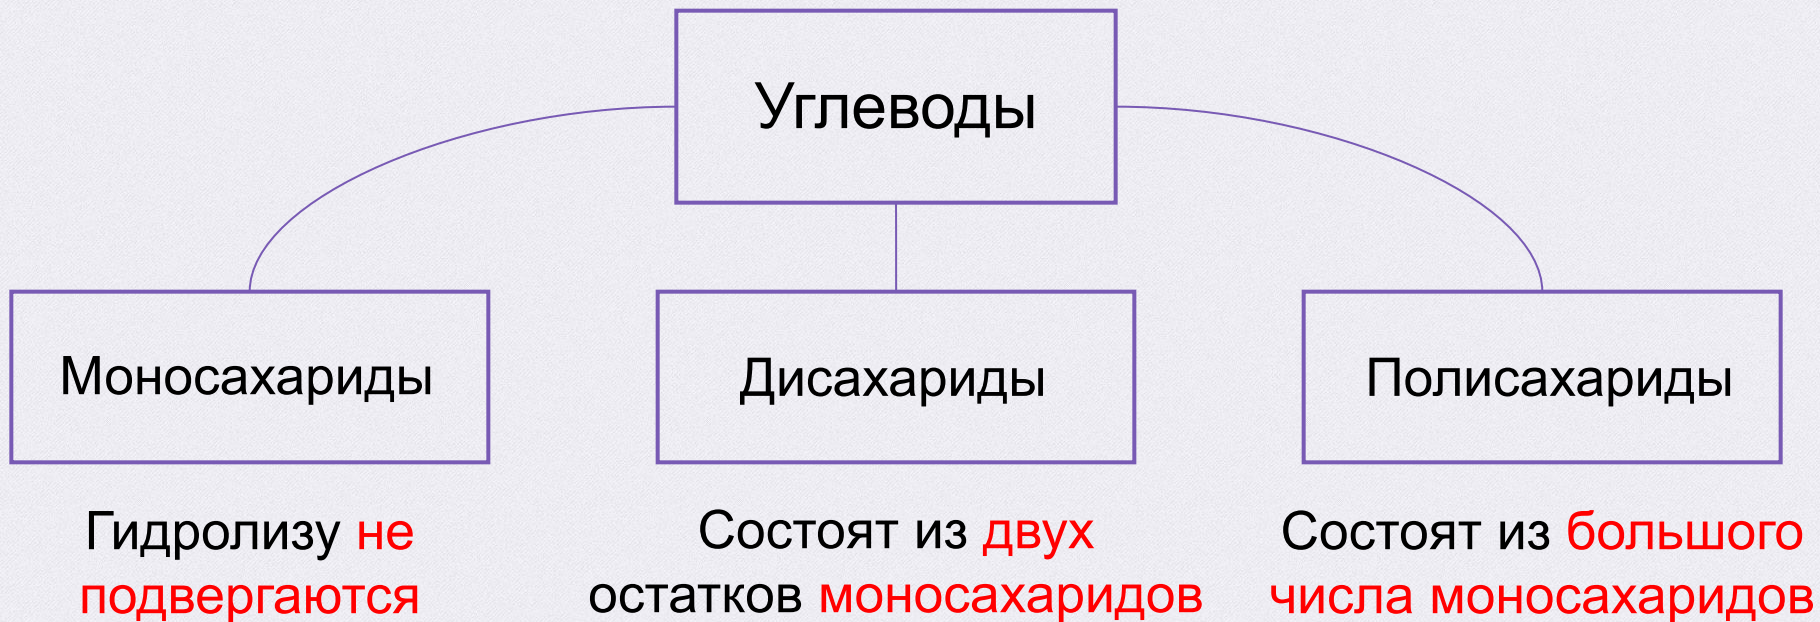 Углеводы
Моносахариды
Дисахариды
Полисахариды
Гидролизу не
подвергаются
Состоят из двух
остатков моносахаридов
Состоят из большого
числа моносахаридов